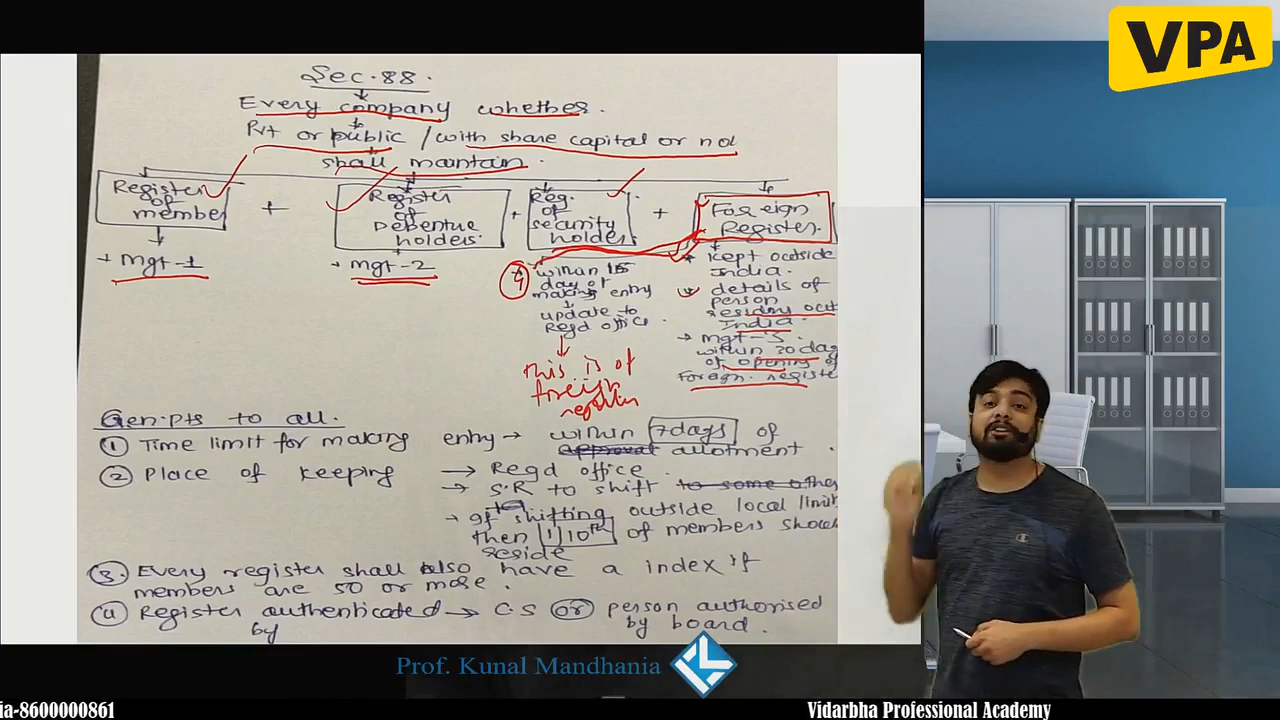 VPA
Sec. 88.
Every company whether.
Pvt or public / with share capital or not
shall maintain.
Register of member
+
Register of Debenture holders.
+
Reg. of security holders
+
Foreign Register.
+ mgt-1
+ mgt-2
4
within 15
day of
making entry
update to
Regd office.
this is of
foreign
kept outside
India.
details of
person
residing out
India
→ mgt-3.
within 30 day
of opening of
Foreign register
Gen. pts to all.
① Time limit for making entry → within 7 days of
allotment.
② Place of keeping → Regd office.
→ S.R to shift
→ If shifting outside local limit
then 1/10th of members should
reside
③. Every register shall also have a index if
members are 50 or more.
④ Register authenticated → C.S or person authorised
by by board.
Prof. Kunal Mandhania
ia-8600000861
Vidarbha Professional Academy